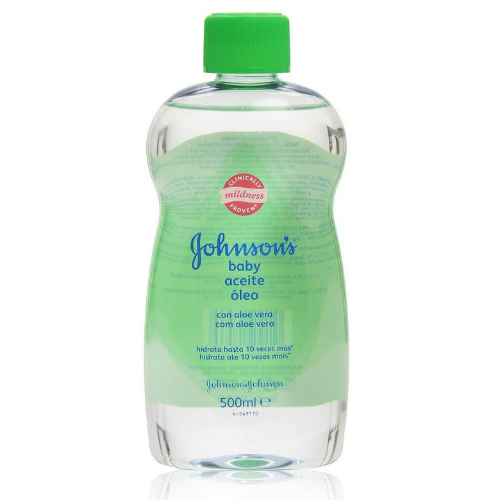 CLINICALLY
mildness
PROVEN
Johnson's
baby
aceite
óleo
con aloe vera
com aloe vera
hidrata hasta 10 veces más*
hidrata até 10 vezes mais*
Johnson & Johnson
500ml e